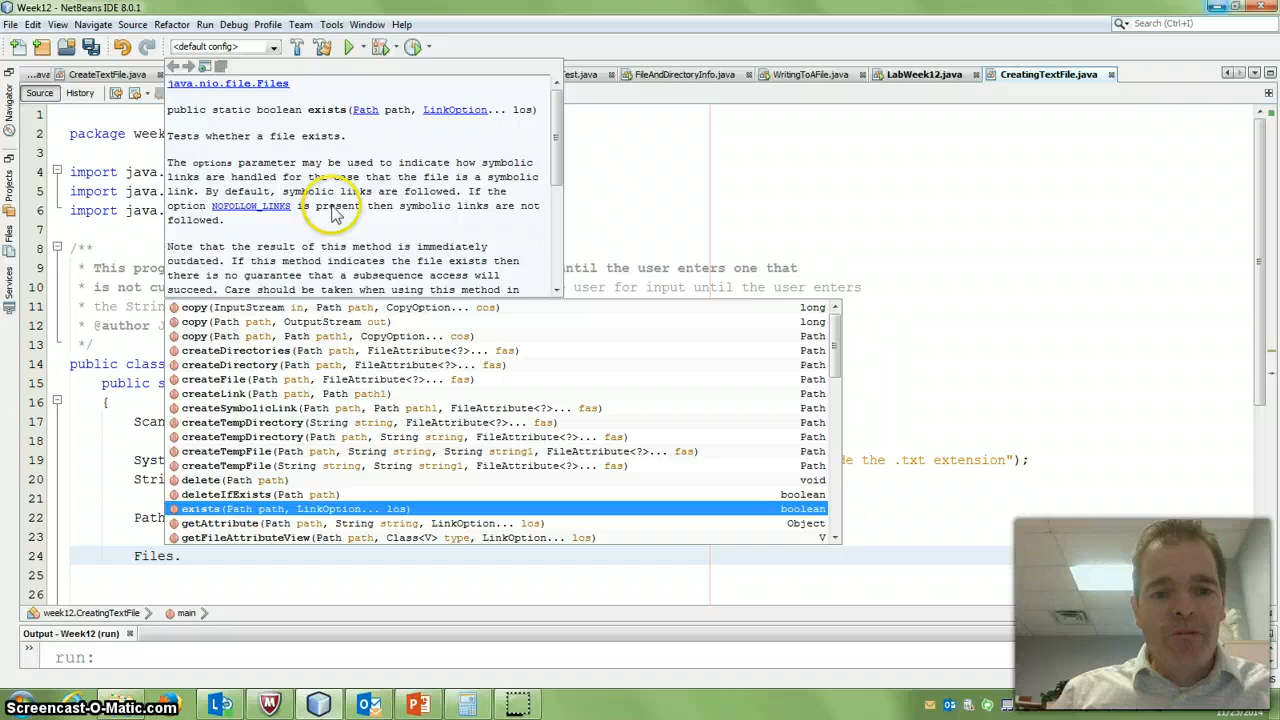 Week12 - NetBeans IDE 8.0.1
File Edit View Navigate Source Refactor Run Debug Profile Team Tools Window Help
Search (Ctrl+I)
<default config>
...ava CreateTextFile.java Test.java FileAndDirectoryInfo.java WritingToAFile.java LabWeek12.java CreatingTextFile.java
Source History
Navigator
Projects
Files
Services
java.nio.file.Files
public static boolean exists(Path path, LinkOption... los)
Tests whether a file exists.
The options parameter may be used to indicate how symbolic
links are handled for the case that the file is a symbolic
link. By default, symbolic links are followed. If the
option NOFOLLOW_LINKS is present then symbolic links are not
followed.
Note that the result of this method is immediately
outdated. If this method indicates the file exists then
there is no guarantee that a subsequence access will
succeed. Care should be taken when using this method in
1
2 package week
3
4 import java.
5 import java.
6 import java.
7
8 /**
9 * This prog until the user enters one that
10 * is not cu user for input until the user enters
11 * the Strin
12 * @author J
13 */
14 public class
15 public s
16 {
17 Scan
18
19 Syst de the .txt extension");
20 Stri
21
22 Path
23
24 Files.
25
26
copy(InputStream in, Path path, CopyOption... cos) long
copy(Path path, OutputStream out) long
copy(Path path, Path path1, CopyOption... cos) Path
createDirectories(Path path, FileAttribute<?>... fas) Path
createDirectory(Path path, FileAttribute<?>... fas) Path
createFile(Path path, FileAttribute<?>... fas) Path
createLink(Path path, Path path1) Path
createSymbolicLink(Path path, Path path1, FileAttribute<?>... fas) Path
createTempDirectory(String string, FileAttribute<?>... fas) Path
createTempDirectory(Path path, String string, FileAttribute<?>... fas) Path
createTempFile(Path path, String string, String string1, FileAttribute<?>... fas) Path
createTempFile(String string, String string1, FileAttribute<?>... fas) Path
delete(Path path) void
deleteIfExists(Path path) boolean
exists(Path path, LinkOption... los) boolean
getAttribute(Path path, String string, LinkOption... los) Object
getFileAttributeView(Path path, Class<V> type, LinkOption... los) V
week12.CreatingTextFile main
Output - Week12 (run)
run:
Screencast-O-Matic.com
11/25/2014